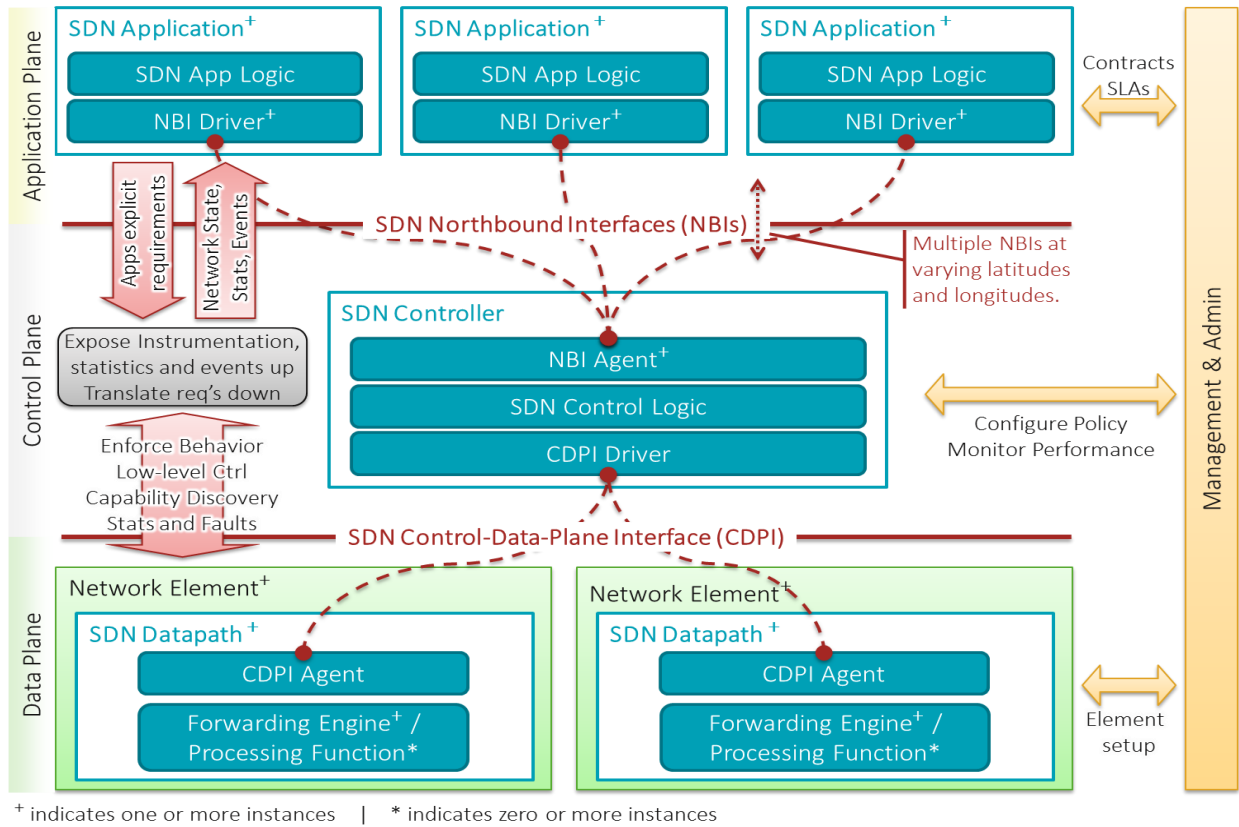 Application Plane
SDN Application+
SDN App Logic
NBI Driver+
SDN Application+
SDN App Logic
NBI Driver+
SDN Application+
SDN App Logic
NBI Driver+
Contracts
SLAs
Apps explicit
requirements
Network State,
Stats, Events
SDN Northbound Interfaces (NBIs)
Multiple NBIs at
varying latitudes
and longitudes.
Control Plane
Expose Instrumentation,
statistics and events up
Translate req's down
SDN Controller
NBI Agent+
SDN Control Logic
CDPI Driver
Configure Policy
Monitor Performance
Management & Admin
Enforce Behavior
Low-level Ctrl
Capability Discovery
Stats and Faults
SDN Control-Data-Plane Interface (CDPI)
Data Plane
Network Element+
SDN Datapath+
CDPI Agent
Forwarding Engine+ /
Processing Function*
Network Element+
SDN Datapath+
CDPI Agent
Forwarding Engine+ /
Processing Function*
Element
setup
+ indicates one or more instances | * indicates zero or more instances